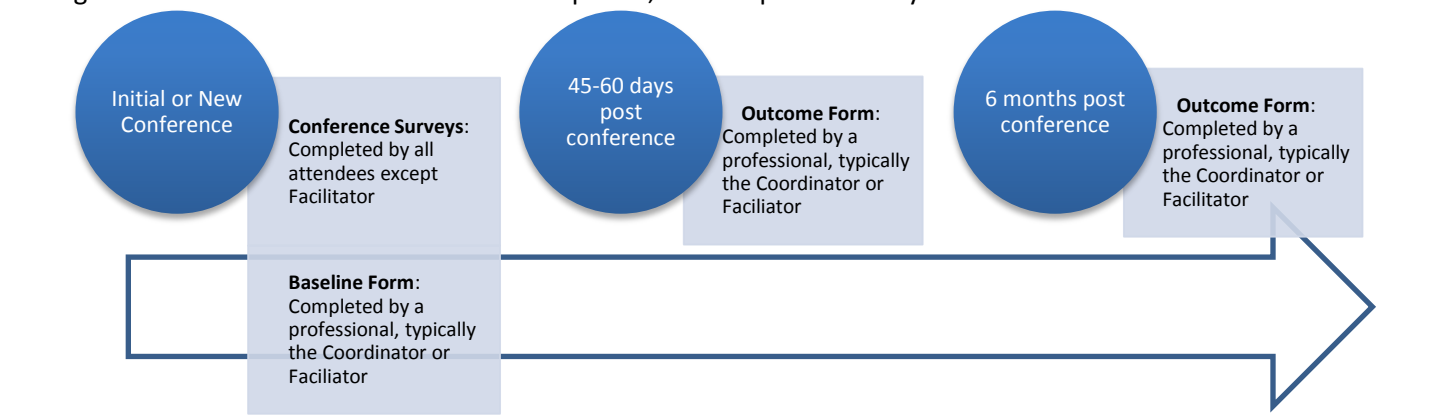 Initial or New
Conference
Conference Surveys:
Completed by all
attendees except
Facilitator
Baseline Form:
Completed by a
professional, typically
the Coordinator or
Faciliator
45-60 days
post
conference
Outcome Form:
Completed by a
professional, typically
the Coordinator or
Faciliator
6 months post
conference
Outcome Form:
Completed by a
professional, typically
the Coordinator or
Facilitator